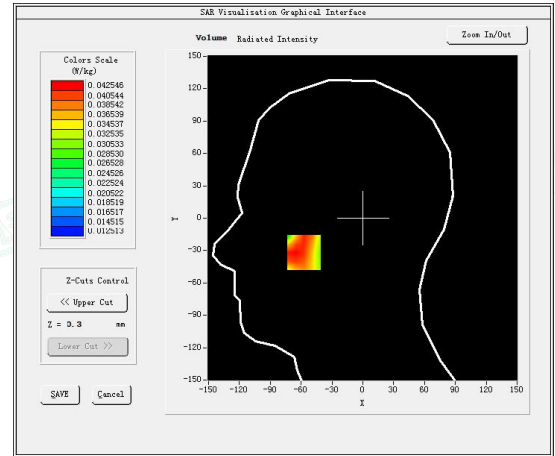 SAR Visualisation Graphical Interface
Volume Radiated Intensity
Zoom In/Out
Colors Scale
(W/kg)
0.042546
0.040544
0.038542
0.036539
0.034537
0.032535
0.030533
0.028530
0.026528
0.024526
0.022524
0.020522
0.018519
0.016517
0.014515
0.012513
150
120
90
60
30
0
-30
-60
-90
-120
-150
Y
-150 -120 -90 -60 -30 0 30 60 90 120 150
X
Z-Cuts Control
<< Upper Cut
Z = 3.3 mm
Lower Cut >>
SAVE Cancel